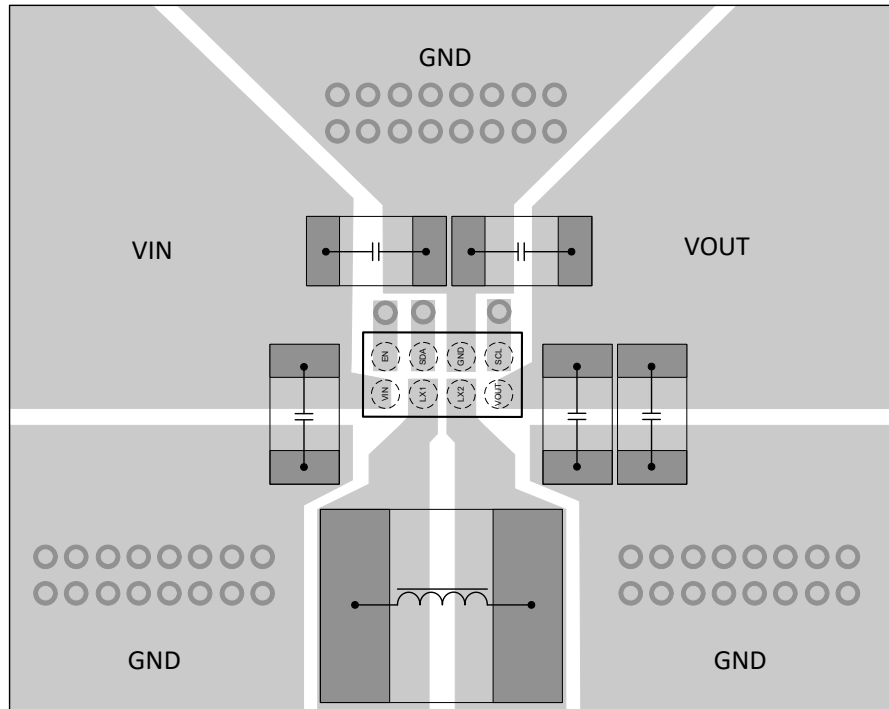 GND
VIN
VOUT
EN
SDA
GND
SCL
VIN
LX1
LX2
VOUT
GND
GND